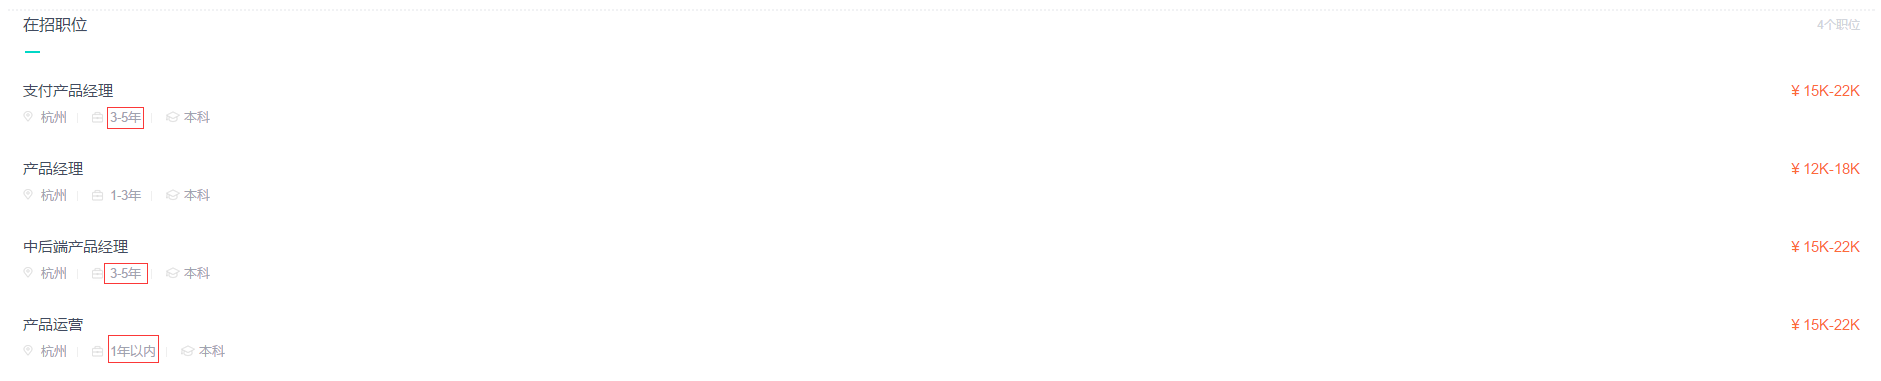 在招职位 4个职位
支付产品经理 ¥ 15K-22K
杭州 3-5年 本科
产品经理 ¥ 12K-18K
杭州 1-3年 本科
中后端产品经理 ¥ 15K-22K
杭州 3-5年 本科
产品运营 ¥ 15K-22K
杭州 1年以内 本科